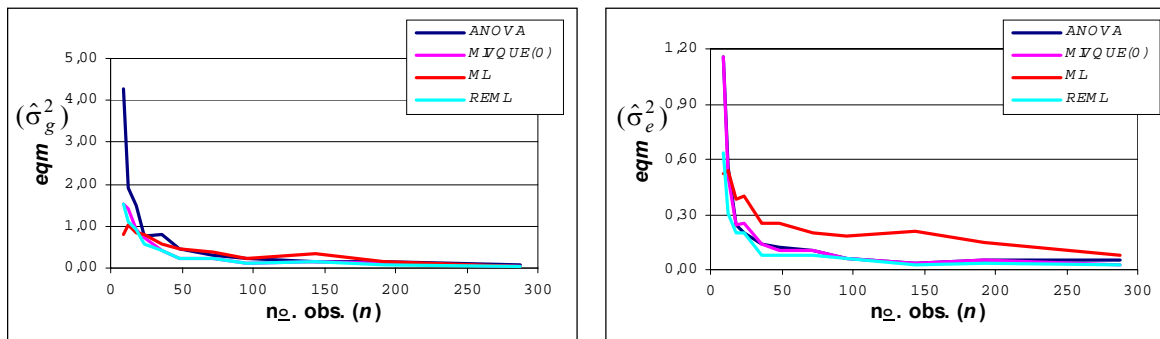 ANOVA
MIVQUE(0)
ML
REML
eqm (σ̂²g)
5,00
4,00
3,00
2,00
1,00
0,00
0 50 100 150 200 250 300
nº. obs. (n)
ANOVA
MIVQUE(0)
ML
REML
eqm (σ̂²e)
1,20
0,90
0,60
0,30
0,00
0 50 100 150 200 250 300
nº. obs. (n)